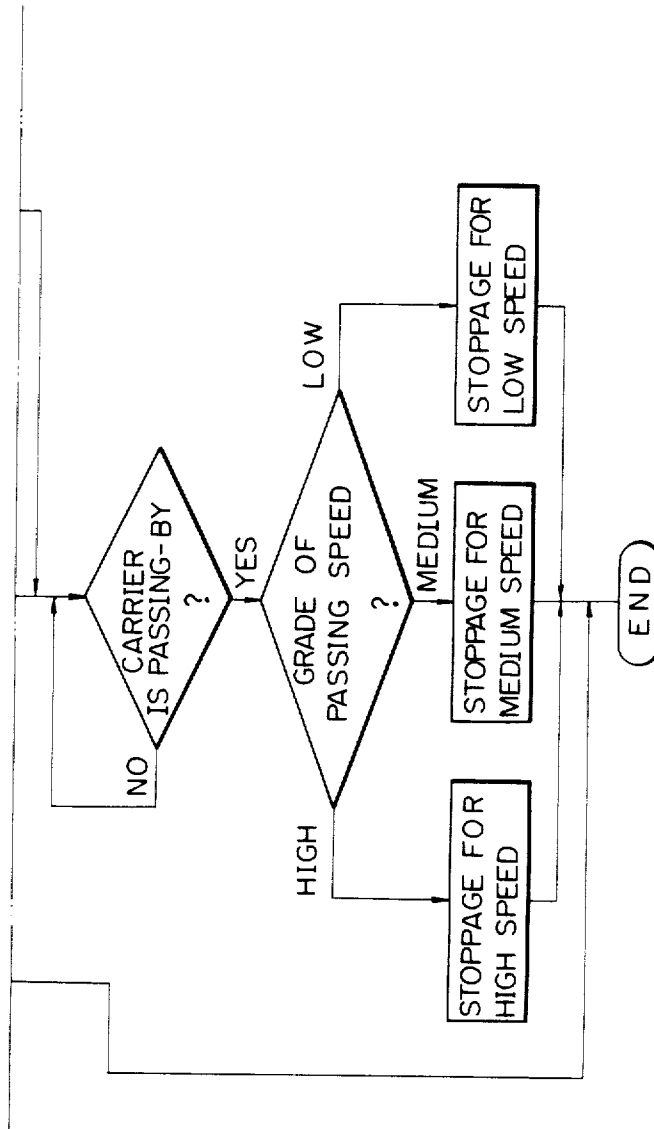 CARRIER
IS PASSING-BY
?
NO
YES
GRADE OF
PASSING SPEED
?
HIGH
MEDIUM
LOW
STOPPAGE FOR
HIGH SPEED
STOPPAGE FOR
MEDIUM SPEED
STOPPAGE FOR
LOW SPEED
END